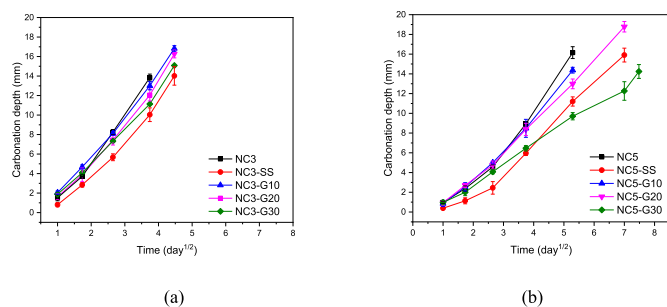 20
18
16
14
12
10
8
6
4
2
0
Carbonation depth (mm)
NC3
NC3-SS
NC3-G10
NC3-G20
NC3-G30
0 1 2 3 4 5 6 7 8
Time (day1/2)
(a)
20
18
16
14
12
10
8
6
4
2
0
Carbonation depth (mm)
NC5
NC5-SS
NC5-G10
NC5-G20
NC5-G30
0 1 2 3 4 5 6 7 8
Time (day1/2)
(b)